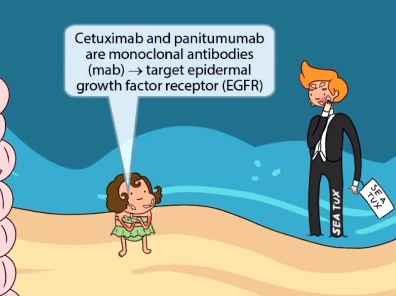 Cetuximab and panitumumab
are monoclonal antibodies
(mab) → target epidermal
growth factor receptor (EGFR)
SEA TUX
SEA
TUX